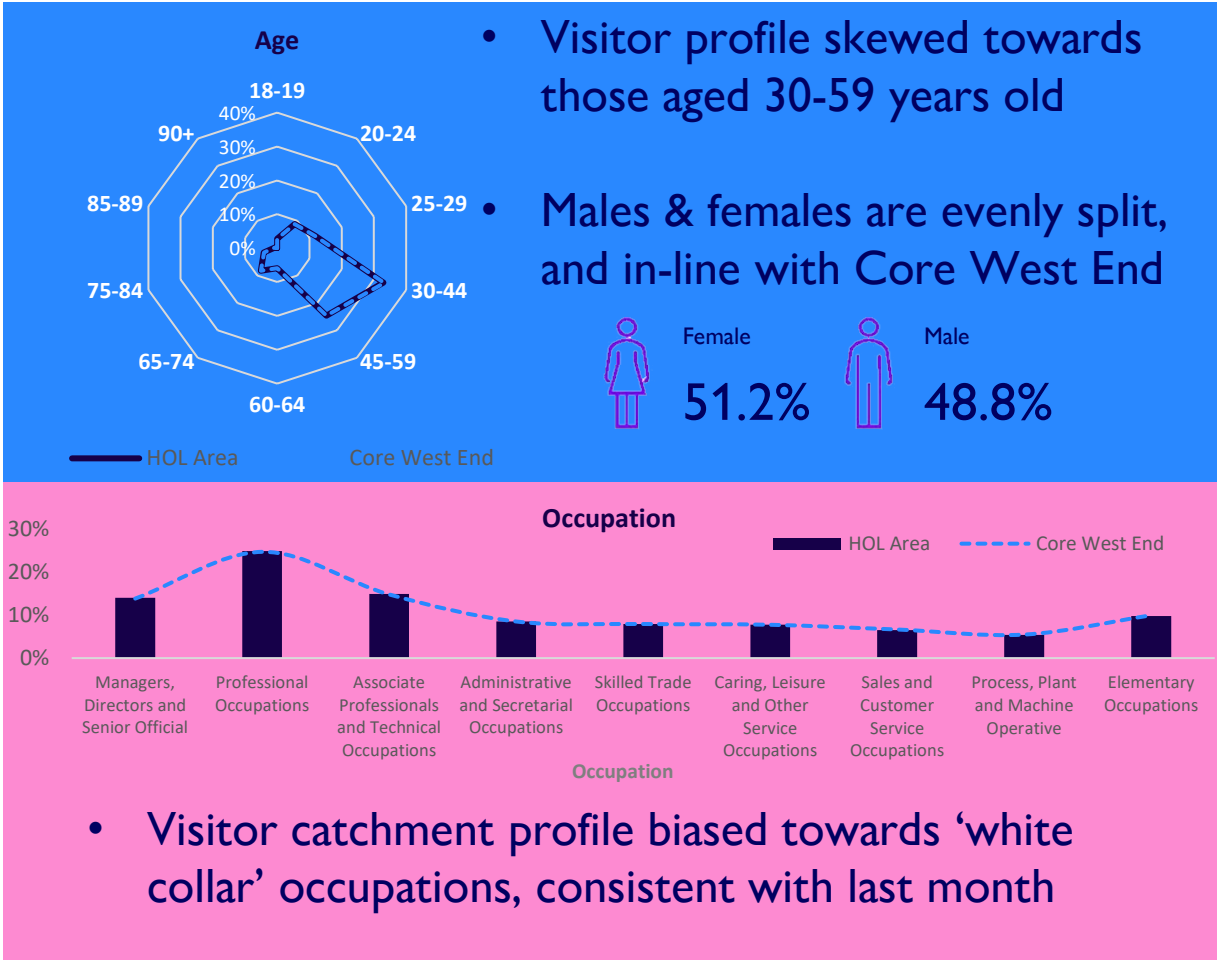 Age
18-19
20-24
25-29
30-44
45-59
60-64
65-74
75-84
85-89
90+
40%
30%
20%
10%
0%
HOL Area
Core West End
• Visitor profile skewed towards
those aged 30-59 years old
• Males & females are evenly split,
and in-line with Core West End
Female
51.2%
Male
48.8%
Occupation
HOL Area
Core West End
30%
20%
10%
0%
Managers,
Directors and
Senior Official
Professional
Occupations
Associate
Professionals
and Technical
Occupations
Administrative
and Secretarial
Occupations
Skilled Trade
Occupations
Caring, Leisure
and Other
Service
Occupations
Sales and
Customer
Service
Occupations
Process, Plant
and Machine
Operative
Elementary
Occupations
Occupation
• Visitor catchment profile biased towards ‘white
collar’ occupations, consistent with last month